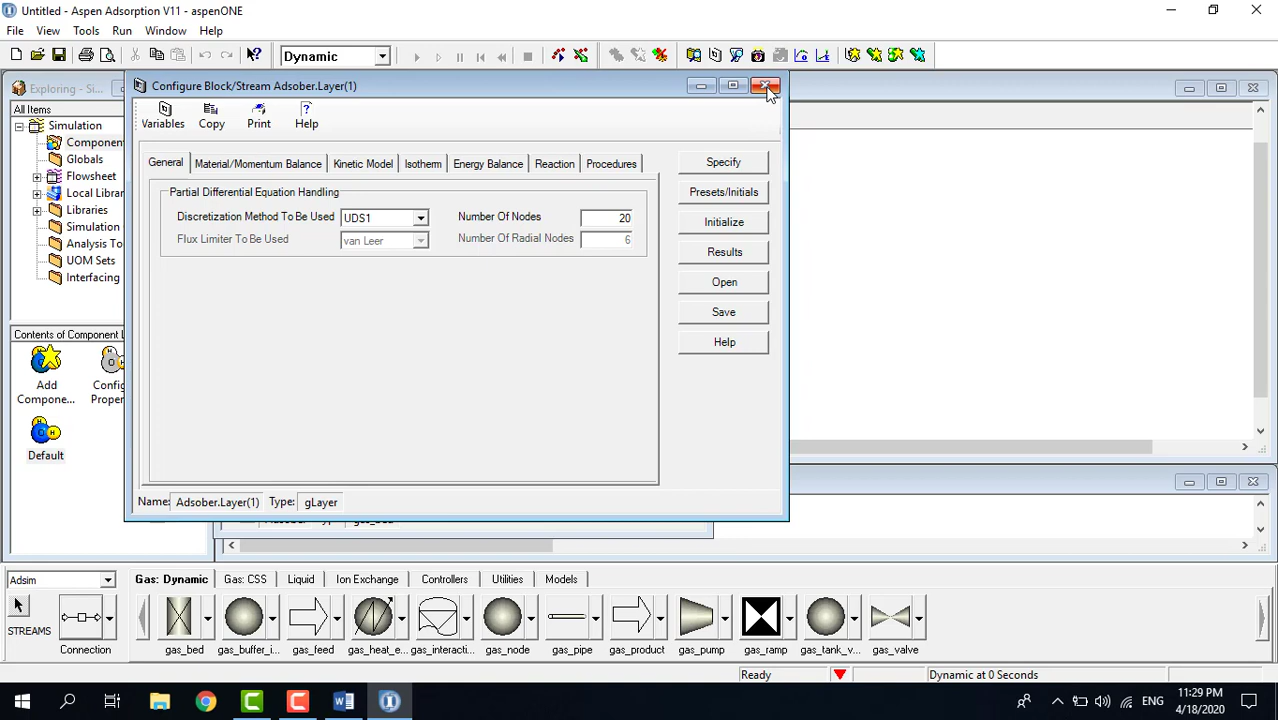 Untitled - Aspen Adsorption V11 - aspenONE
File View Tools Run Window Help
Dynamic
Exploring - Si...
All Items
Simulation
Componen
Globals
Flowsheet
Local Librar
Libraries
Simulation
Analysis To
UOM Sets
Interfacing
Contents of Component L
Add
Compone...
Config
Propert
Default
Configure Block/Stream Adsober.Layer(1)
Variables Copy Print Help
General Material/Momentum Balance Kinetic Model Isotherm Energy Balance Reaction Procedures
Partial Differential Equation Handling
Discretization Method To Be Used UDS1 Number Of Nodes 20
Flux Limiter To Be Used van Leer Number Of Radial Nodes 6
Specify
Presets/Initials
Initialize
Results
Open
Save
Help
Name: Adsober.Layer(1) Type: gLayer
Adsim Gas: Dynamic Gas: CSS Liquid Ion Exchange Controllers Utilities Models
STREAMS
Connection gas_bed gas_buffer_i... gas_feed gas_heat_e... gas_interacti... gas_node gas_pipe gas_product gas_pump gas_ramp gas_tank_v... gas_valve
Ready Dynamic at 0 Seconds
ENG
11:29 PM
4/18/2020